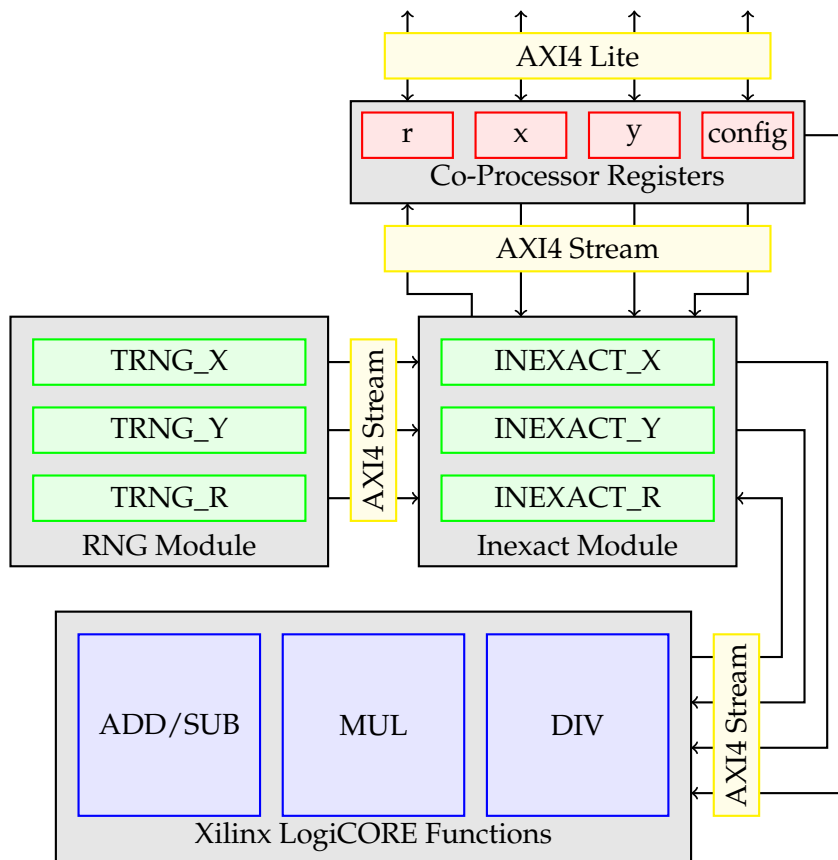 AXI4 Lite
r
x
y
config
Co-Processor Registers
AXI4 Stream
TRNG_X
TRNG_Y
TRNG_R
RNG Module
AXI4 Stream
INEXACT_X
INEXACT_Y
INEXACT_R
Inexact Module
ADD/SUB
MUL
DIV
Xilinx LogiCORE Functions
AXI4 Stream